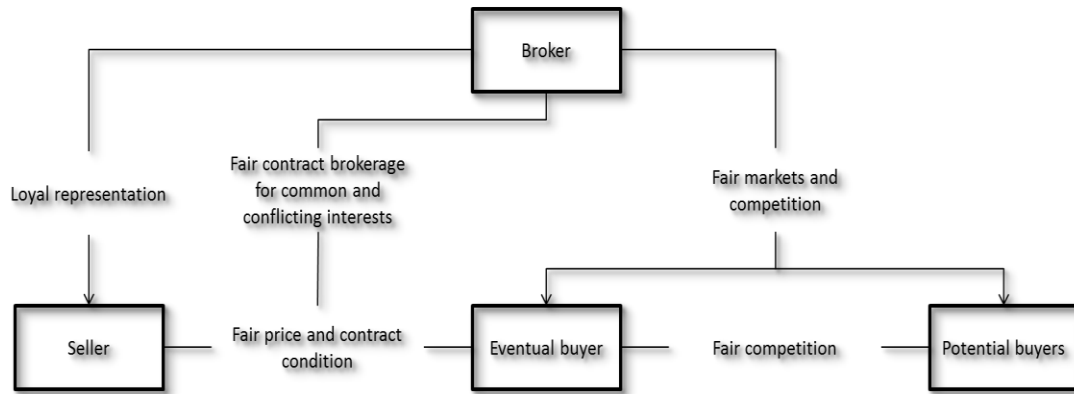 Broker
Loyal representation
Fair contract brokerage
for common and
conflicting interests
Fair markets and
competition
Seller
Fair price and contract
condition
Eventual buyer
Fair competition
Potential buyers